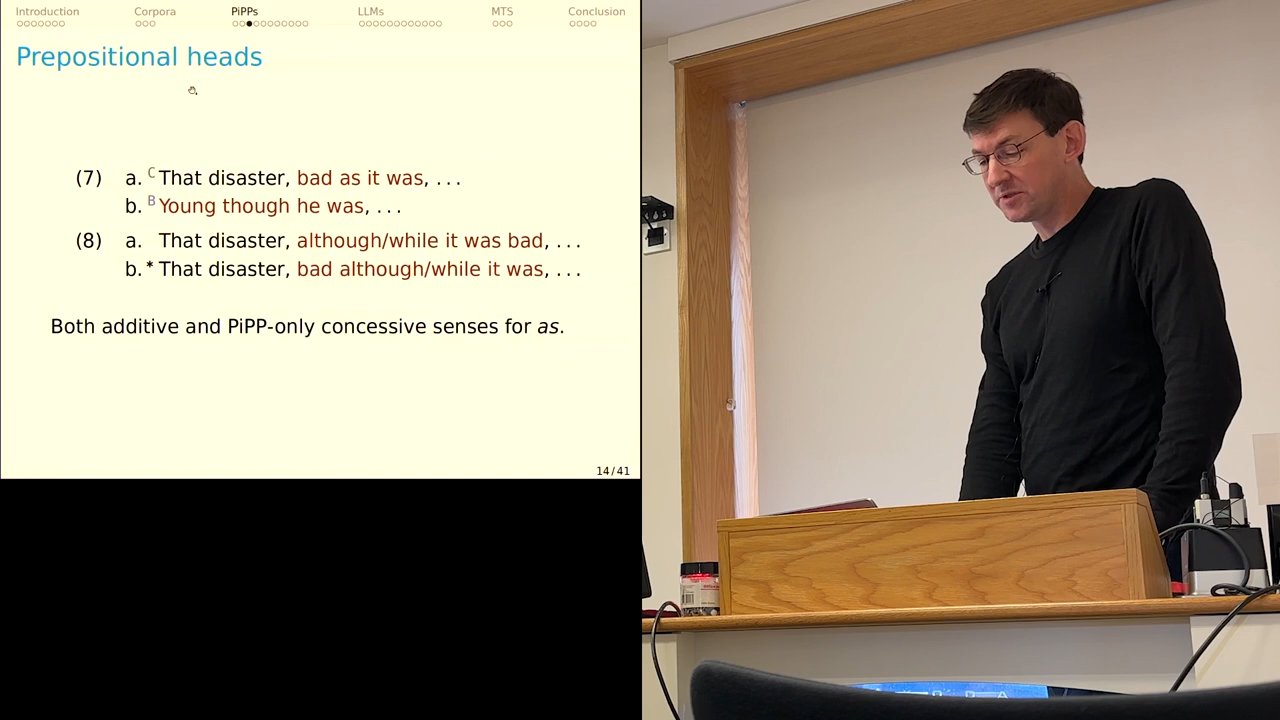 Introduction Corpora PiPPs LLMs MTS Conclusion
Prepositional heads
(7) a. C That disaster, bad as it was, . . .
b. B Young though he was, . . .
(8) a. That disaster, although/while it was bad, . . .
b. * That disaster, bad although/while it was, . . .
Both additive and PiPP-only concessive senses for as.
14/41